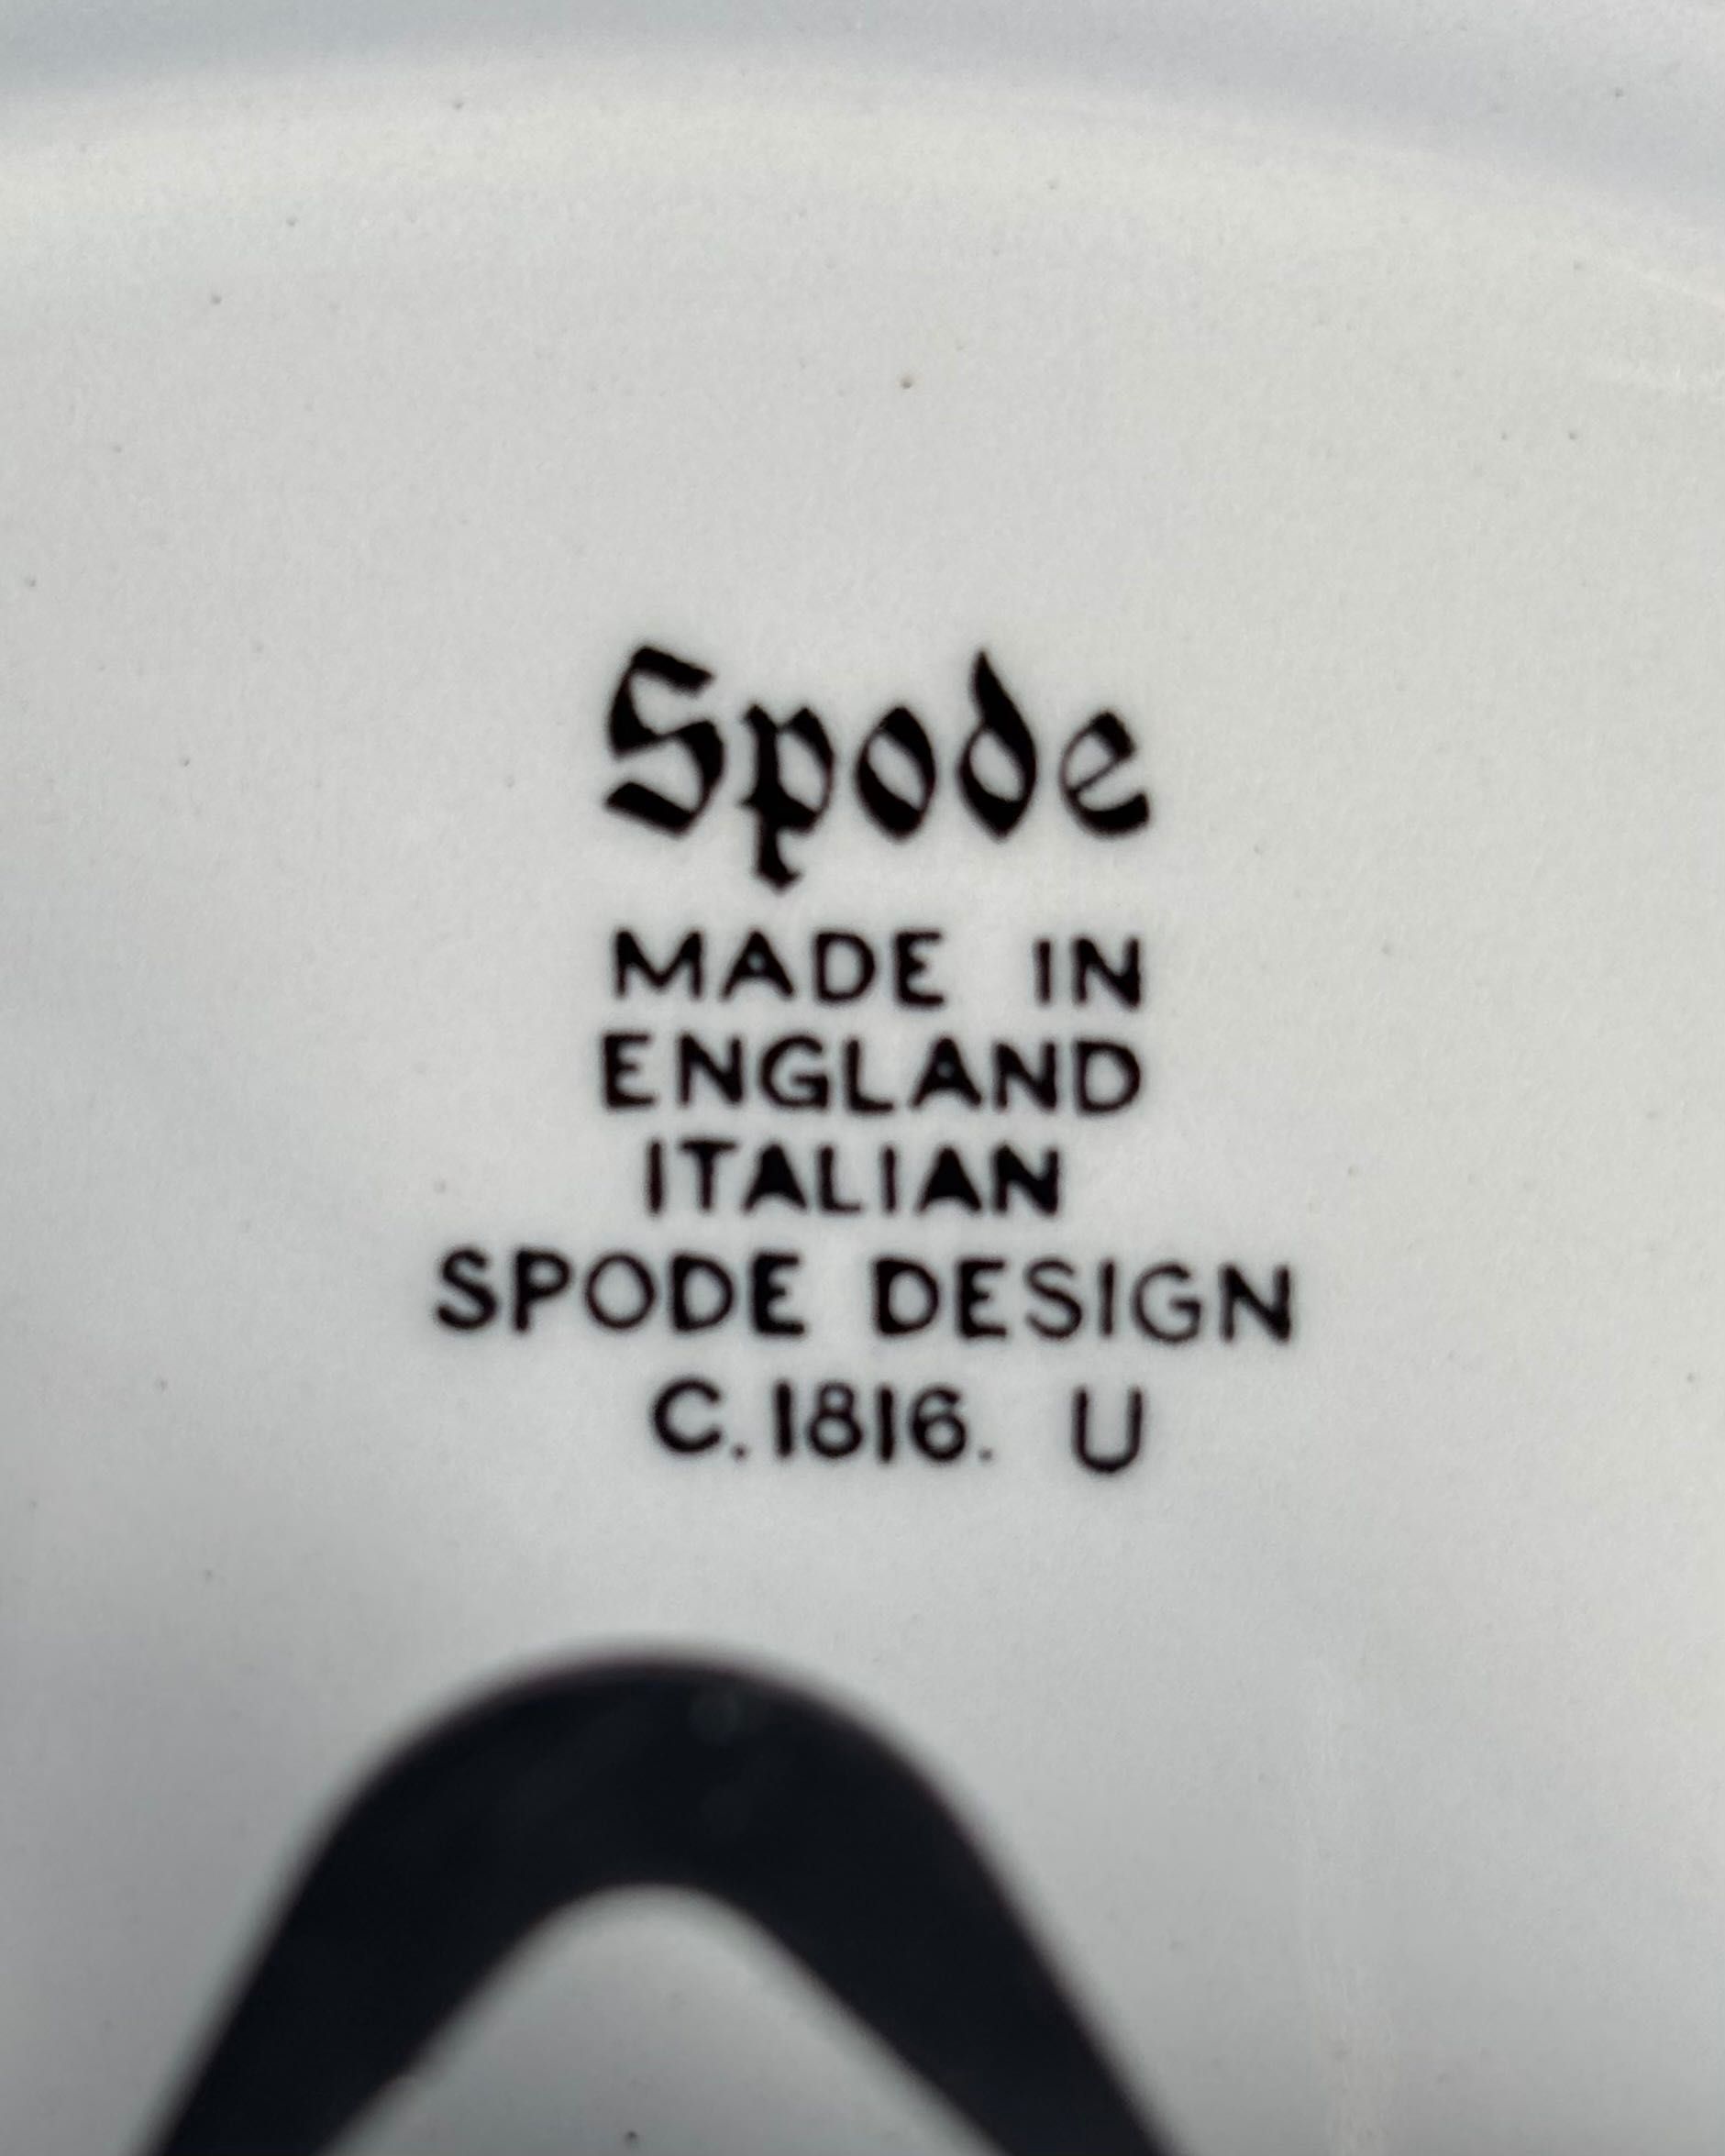 Spode
MADE IN
ENGLAND
ITALIAN
SPODE DESIGN
C.1816. U